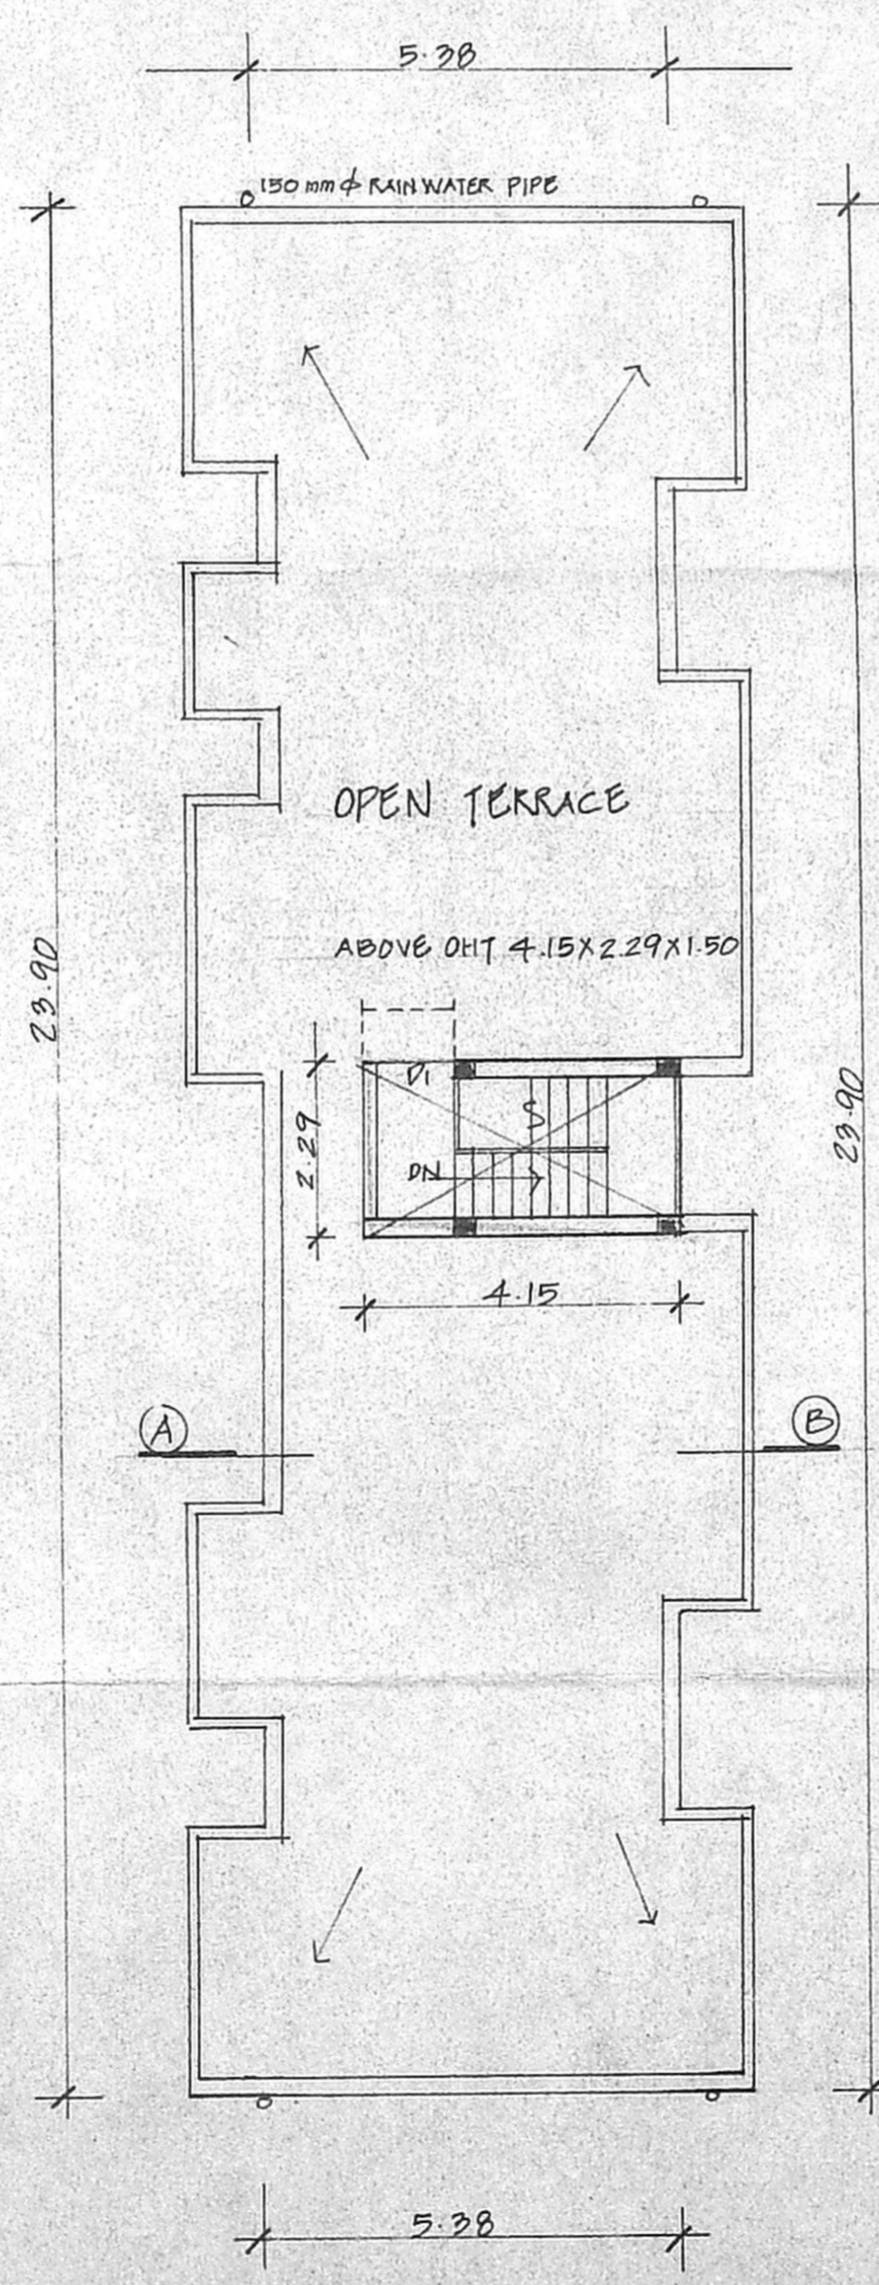 5.38
150 mm ϕ RAIN WATER PIPE
OPEN TERRACE
ABOVE OHT 4.15X2.29X1.50
23.90
23.90
D1
S
2.29
DN
4.15
A
B
5.38